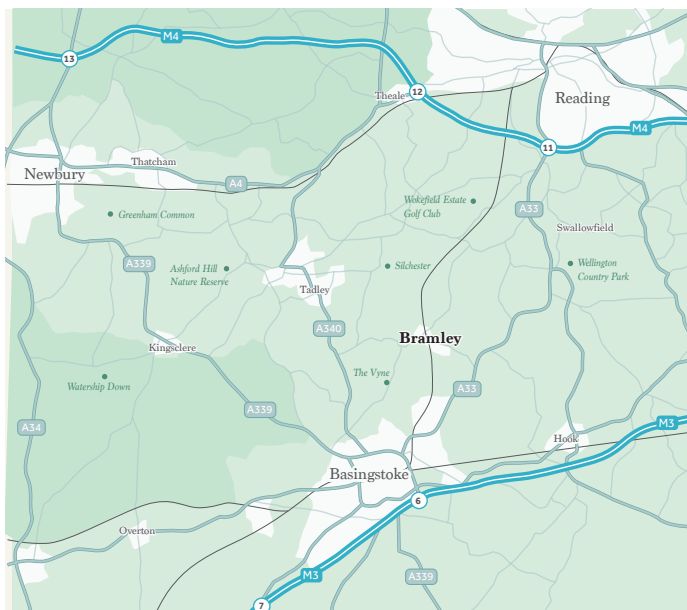 M4
13
12
Theale
Reading
M4
11
Thatcham
Newbury
A4
Wokefield Estate
Golf Club
A33
Greenham Common
Swallowfield
A339
Ashford Hill
Nature Reserve
Silchester
Wellington
Country Park
Tadley
A340
Bramley
Kingsclere
The Vyne
Watership Down
A33
A339
A34
M3
Hook
Basingstoke
6
Overton
M3
A339
7